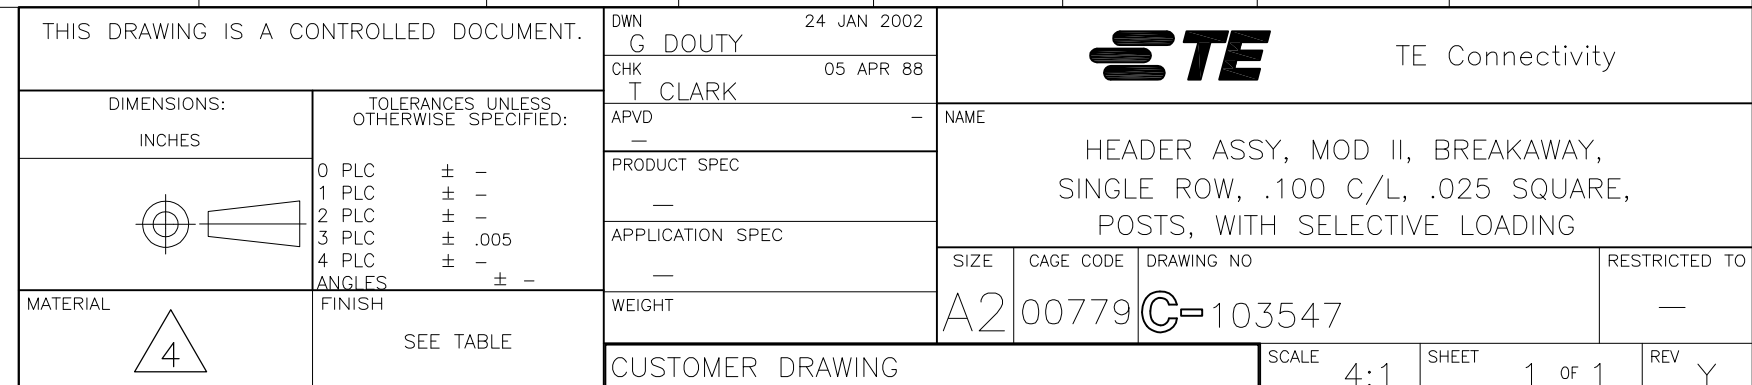 THIS DRAWING IS A CONTROLLED DOCUMENT.
DIMENSIONS:
INCHES
TOLERANCES UNLESS
OTHERWISE SPECIFIED:
0 PLC ± -
1 PLC ± -
2 PLC ± -
3 PLC ± .005
4 PLC ± -
ANGLES ± -
MATERIAL
4
FINISH
SEE TABLE
DWN 24 JAN 2002
G DOUTY
CHK 05 APR 88
T CLARK
APVD -
-
PRODUCT SPEC
-
APPLICATION SPEC
-
WEIGHT
CUSTOMER DRAWING
TE
TE Connectivity
NAME
HEADER ASSY, MOD II, BREAKAWAY,
SINGLE ROW, .100 C/L, .025 SQUARE,
POSTS, WITH SELECTIVE LOADING
SIZE
A2
CAGE CODE
00779
DRAWING NO
C-103547
RESTRICTED TO
-
SCALE 4:1
SHEET 1 OF 1
REV Y